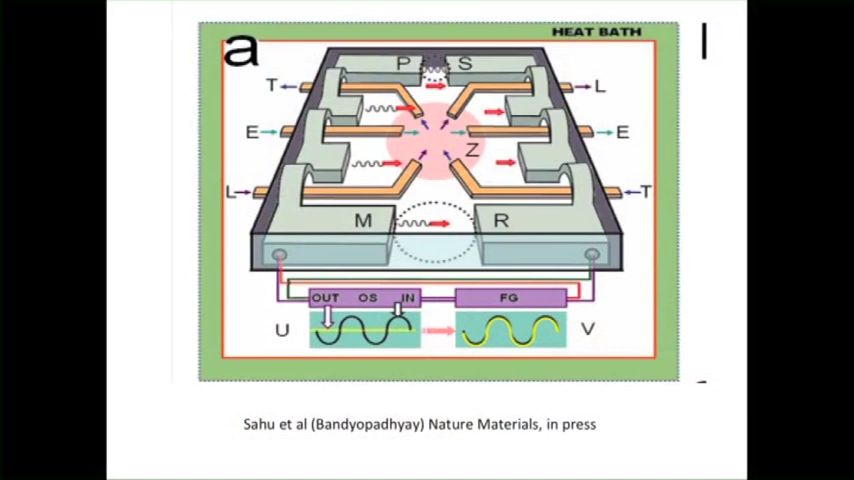 a
HEAT BATH
P S
T L
E E
Z
L T
M R
OUT OS IN FG
U V
Sahu et al (Bandyopadhyay) Nature Materials, in press